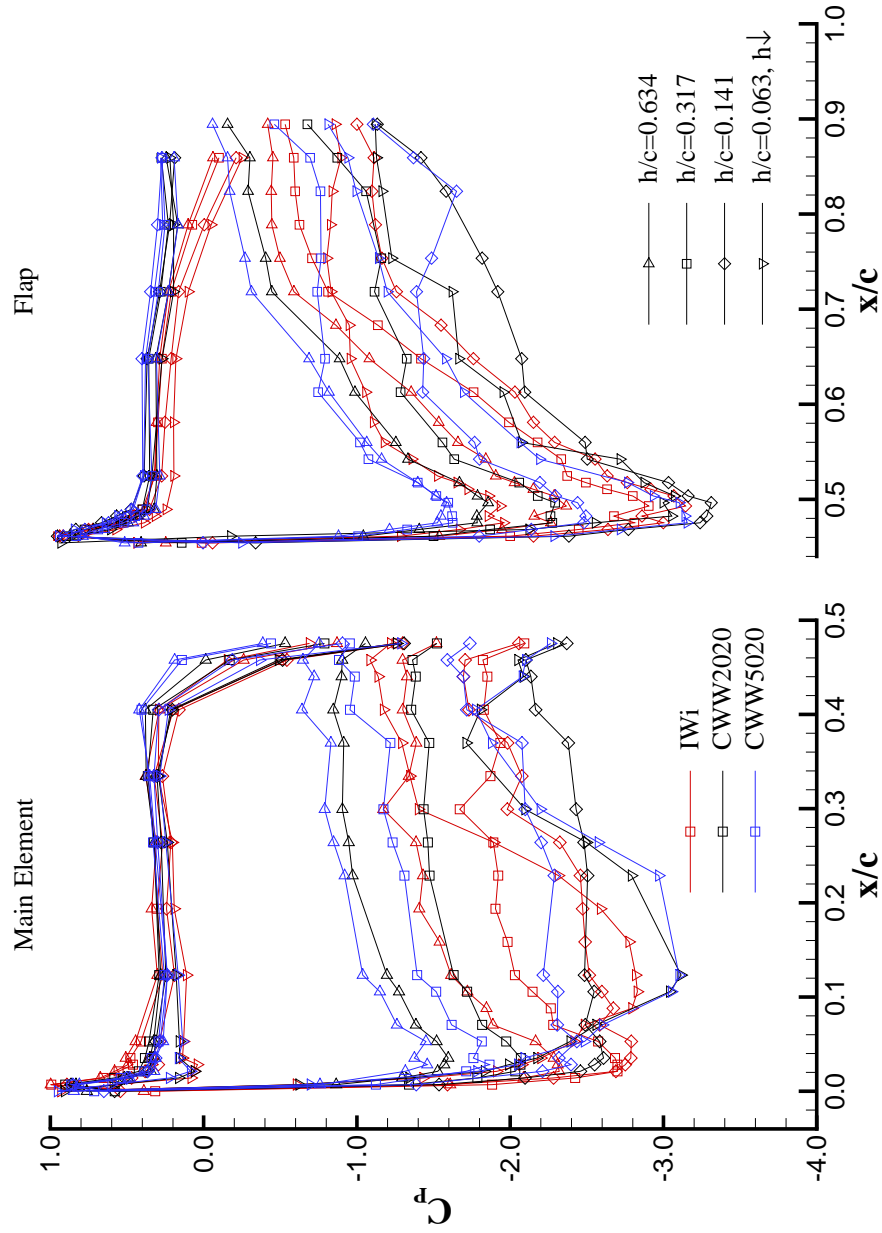 Main Element
Flap
C_P
1.0
0.0
-1.0
-2.0
-3.0
-4.0
0.0
0.1
0.2
0.3
0.4
0.5
x/c
0.5
0.6
0.7
0.8
0.9
1.0
x/c
IWi
CWW2020
CWW5020
h/c=0.634
h/c=0.317
h/c=0.141
h/c=0.063, h↓